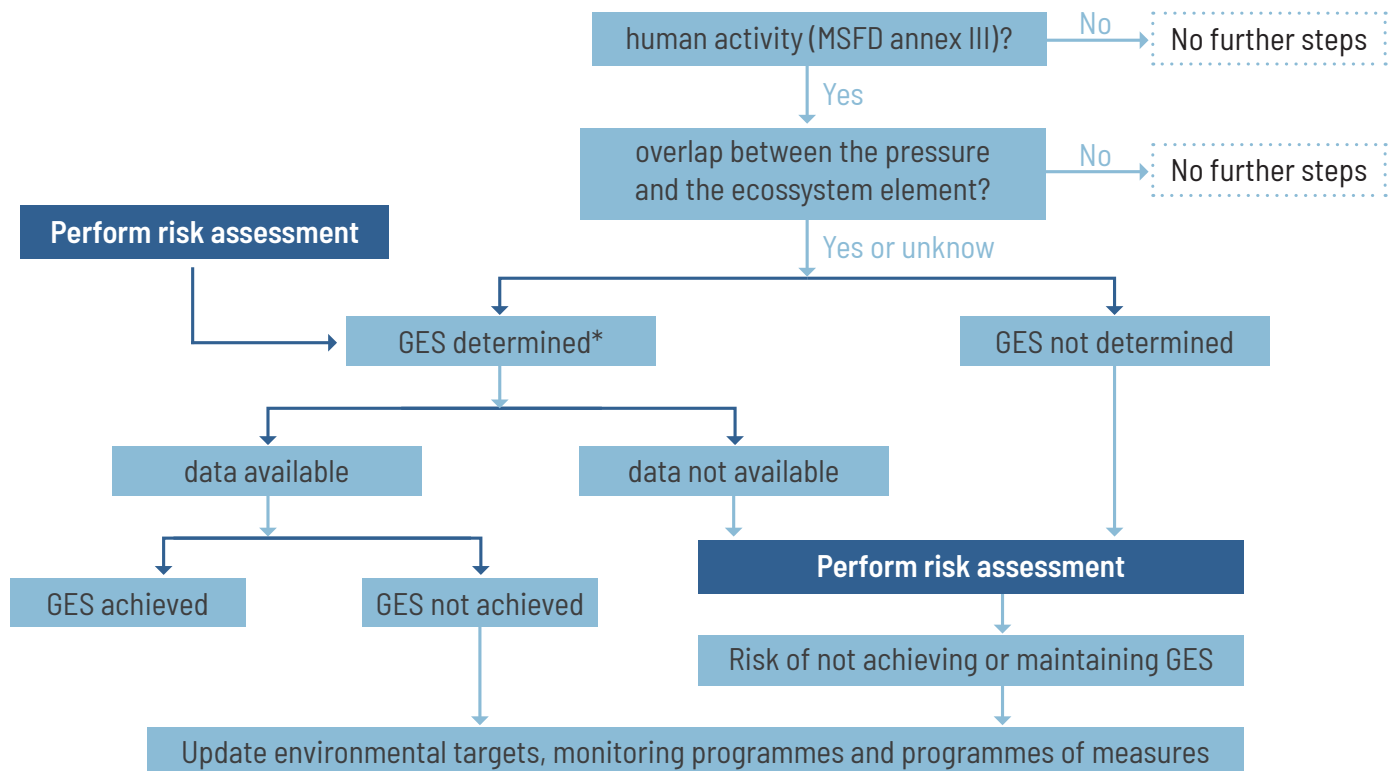 human activity (MSFD annex III)?
No
No further steps
Yes
overlap between the pressure
and the ecossystem element?
No
No further steps
Perform risk assessment
Yes or unknow
GES determined*
GES not determined
data available
data not available
Perform risk assessment
GES achieved
GES not achieved
Risk of not achieving or maintaining GES
Update environmental targets, monitoring programmes and programmes of measures